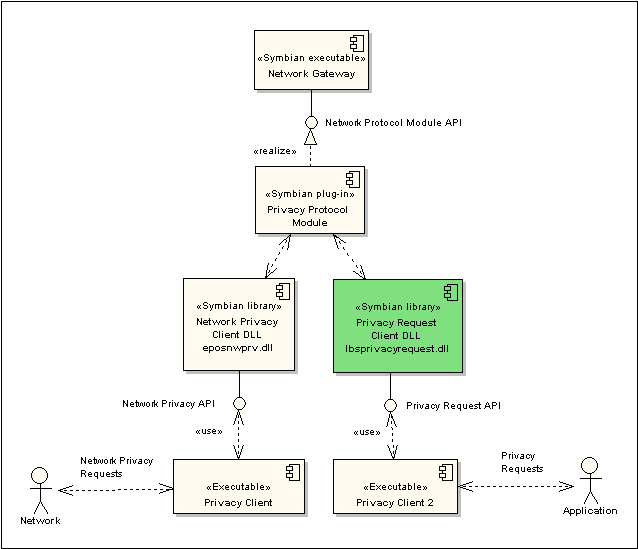 «Symbian executable»
Network Gateway
Network Protocol Module API
«realize»
«Symbian plug-in»
Privacy Protocol
Module
«Symbian library»
Network Privacy
Client DLL
eposnwprv.dll
«Symbian library»
Privacy Request
Client DLL
lbsprivacyrequest.dll
Network Privacy API
Privacy Request API
«use»
«use»
Network Privacy
Requests
Privacy
Requests
«Executable»
Privacy Client
«Executable»
Privacy Client 2
Network
Application